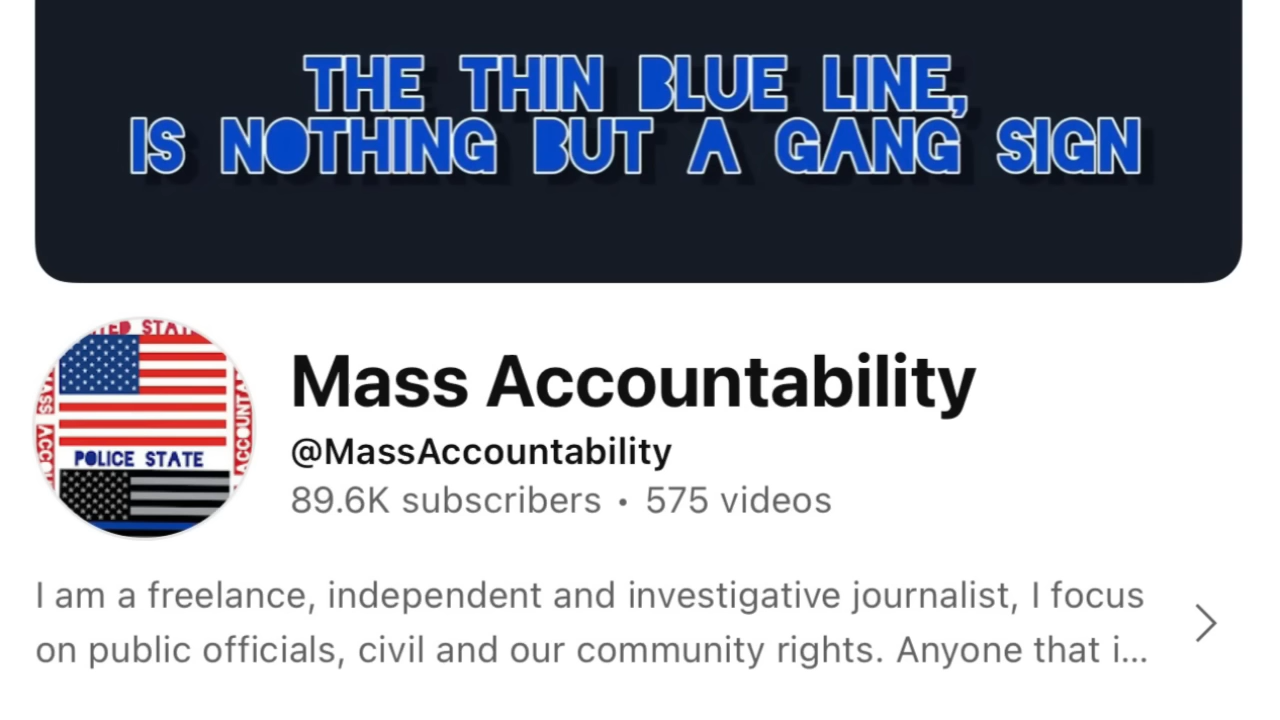 THE THIN BLUE LINE,
IS NOTHING BUT A GANG SIGN
POLICE STATE
Mass Accountability
@MassAccountability
89.6K subscribers • 575 videos
I am a freelance, independent and investigative journalist, I focus
on public officials, civil and our community rights. Anyone that i...